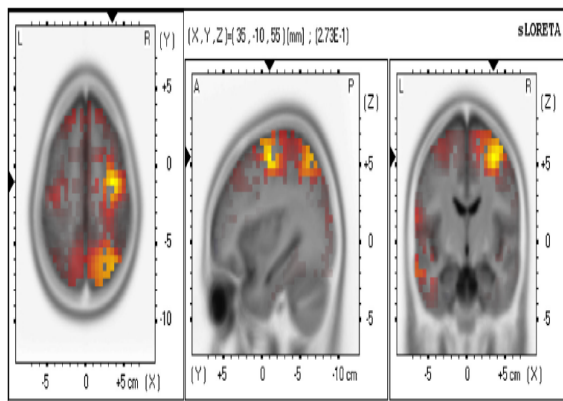 L R (Y) (X,Y,Z)=(35,-10,55)[mm] ; (2.73E-1) sLORETA
A P (Z)
L R (Z)
+5
0
-5
-10
+5
0
-5
+5
0
-5
-5 0 +5 cm (X)
(Y) +5 0 -5 -10 cm
-5 0 +5 cm (X)